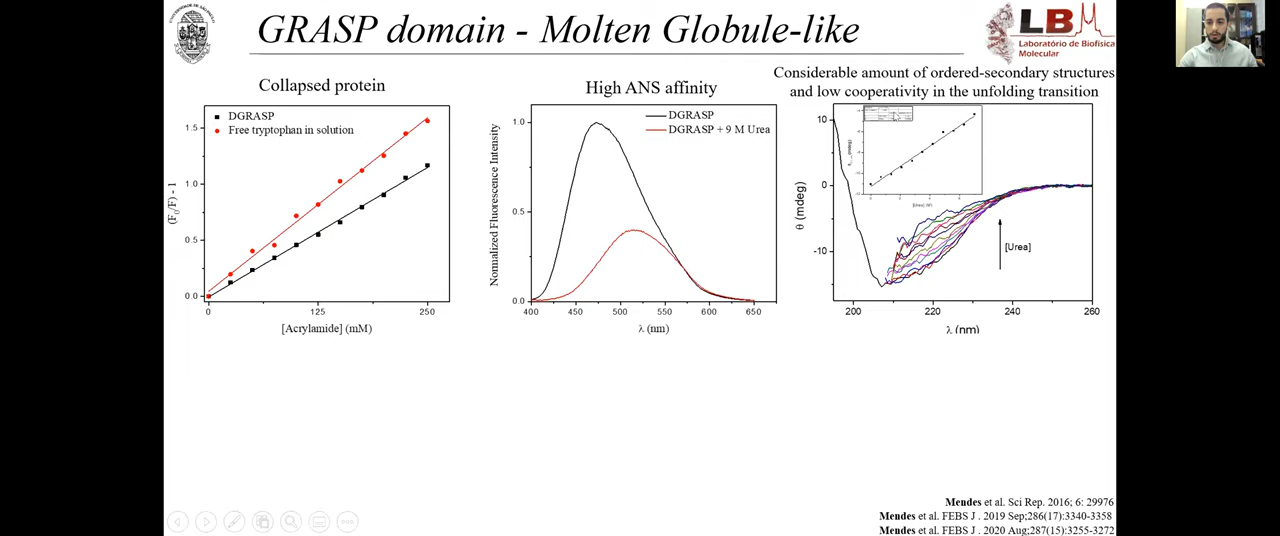 GRASP domain - Molten Globule-like
LB
Laboratório de Biofísica
Molecular
Collapsed protein
DGRASP
Free tryptophan in solution
(F0/F) - 1
1.5
1.0
0.5
0.0
0
125
250
[Acrylamide] (mM)
High ANS affinity
DGRASP
DGRASP + 9 M Urea
Normalized Fluorescence Intensity
1.0
0.5
0.0
400
450
500
550
600
650
λ (nm)
Considerable amount of ordered-secondary structures
and low cooperativity in the unfolding transition
θ (mdeg)
10
0
-10
[Urea]
200
220
240
260
λ (nm)
Mendes et al. Sci Rep. 2016; 6: 29976
Mendes et al. FEBS J . 2019 Sep;286(17):3340-3358
Mendes et al. FEBS J . 2020 Aug;287(15):3255-3272